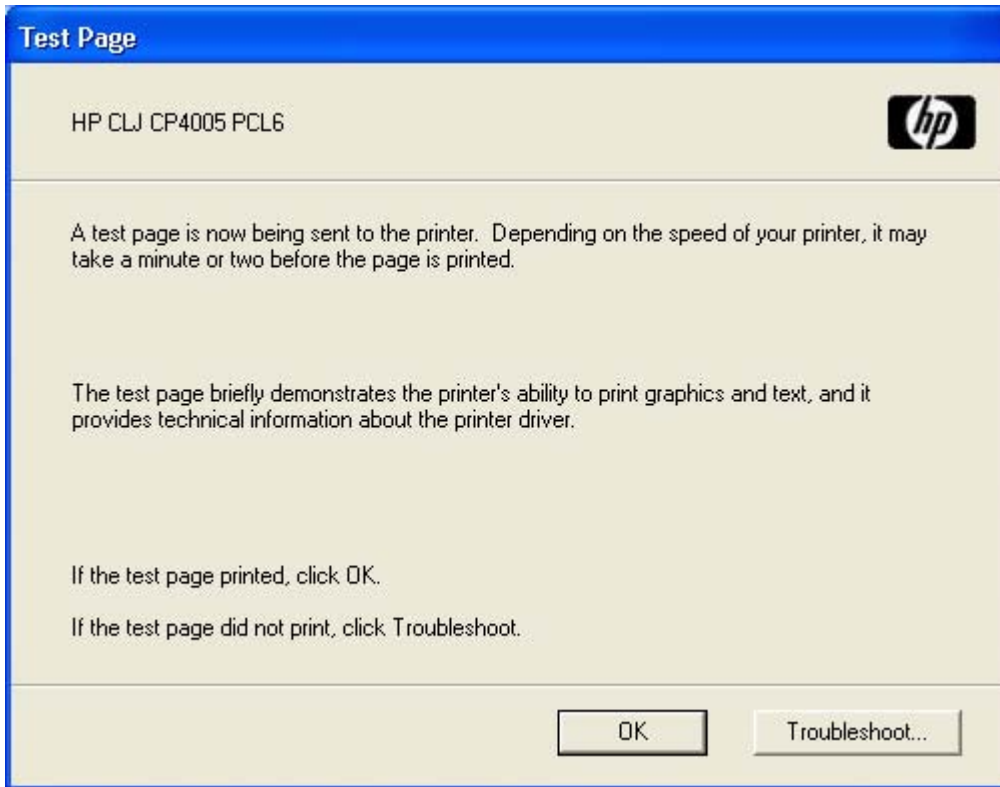 Test Page
HP CLJ CP4005 PCL6
hp
A test page is now being sent to the printer.  Depending on the speed of your printer, it may
take a minute or two before the page is printed.
The test page briefly demonstrates the printer's ability to print graphics and text, and it
provides technical information about the printer driver.
If the test page printed, click OK.
If the test page did not print, click Troubleshoot.
OK
Troubleshoot...